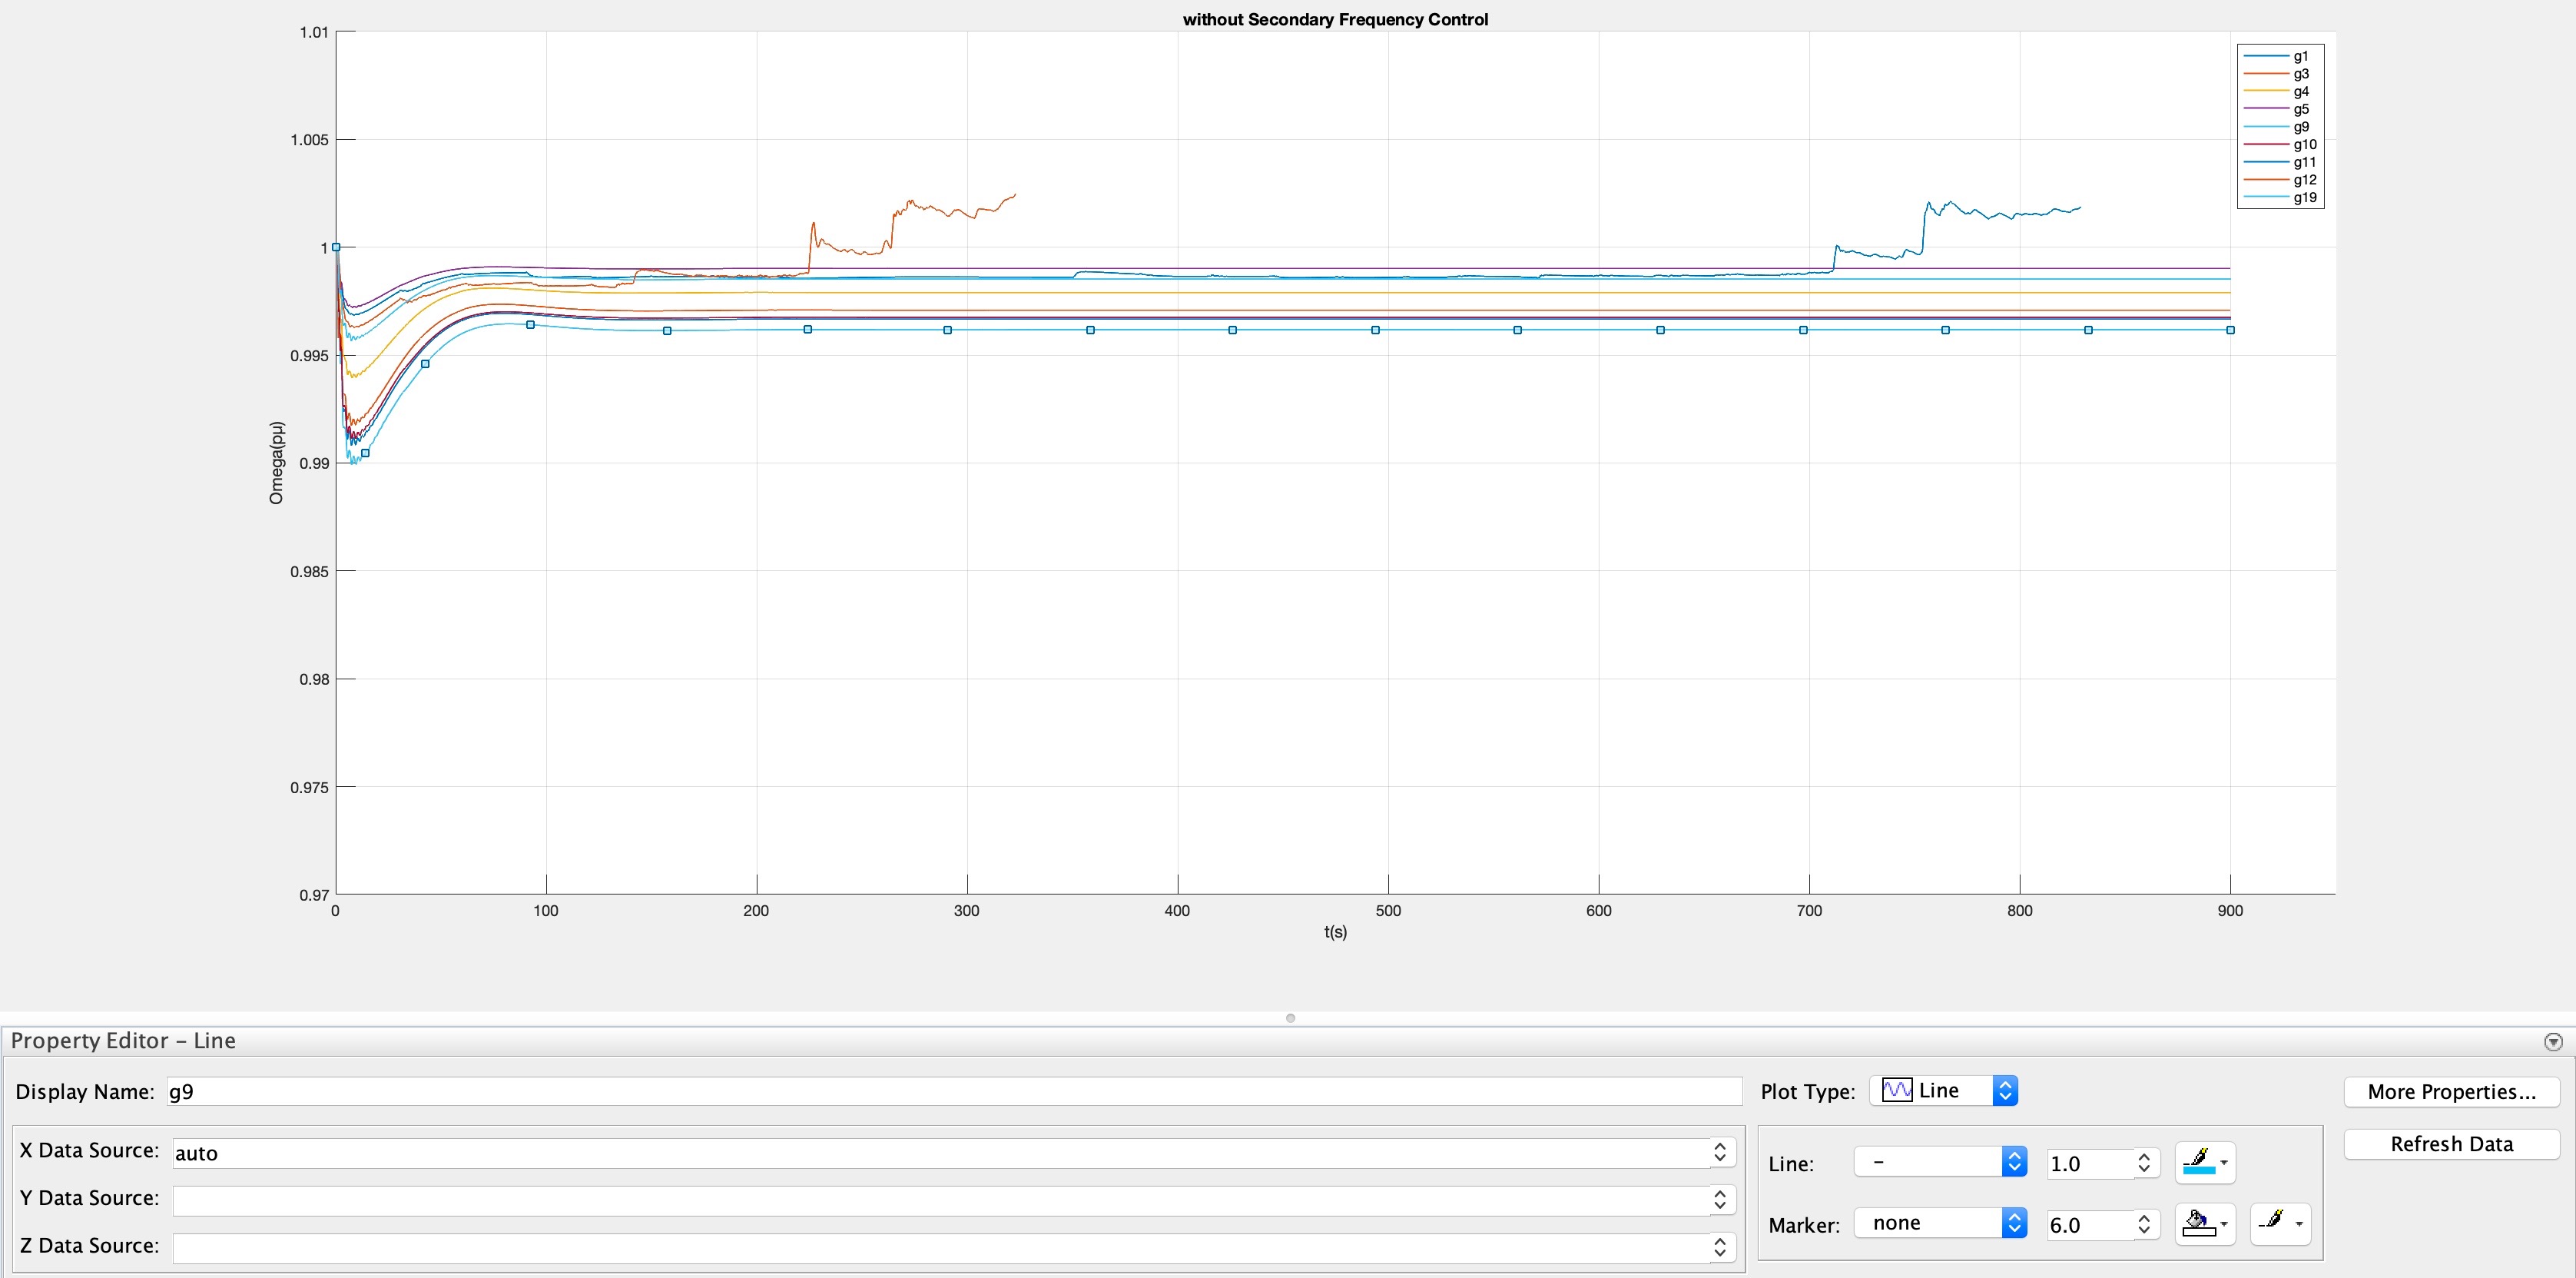 without Secondary Frequency Control
1.01
1.005
1
0.995
0.99
0.985
0.98
0.975
0.97
Omega(pμ)
0
100
200
300
400
500
600
700
800
900
t(s)
g1
g3
g4
g5
g9
g10
g11
g12
g19
Property Editor – Line
Display Name: g9
Plot Type: Line
More Properties...
X Data Source: auto
Line: – 1.0
Refresh Data
Y Data Source:
Marker: none 6.0
Z Data Source: